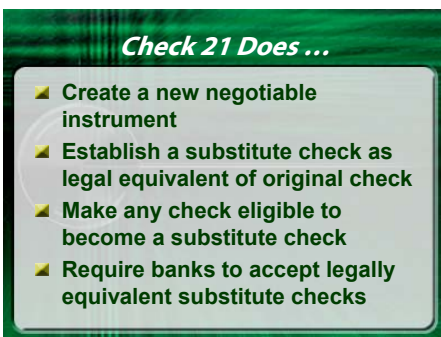 Check 21 Does ...
Create a new negotiable
instrument
Establish a substitute check as
legal equivalent of original check
Make any check eligible to
become a substitute check
Require banks to accept legally
equivalent substitute checks